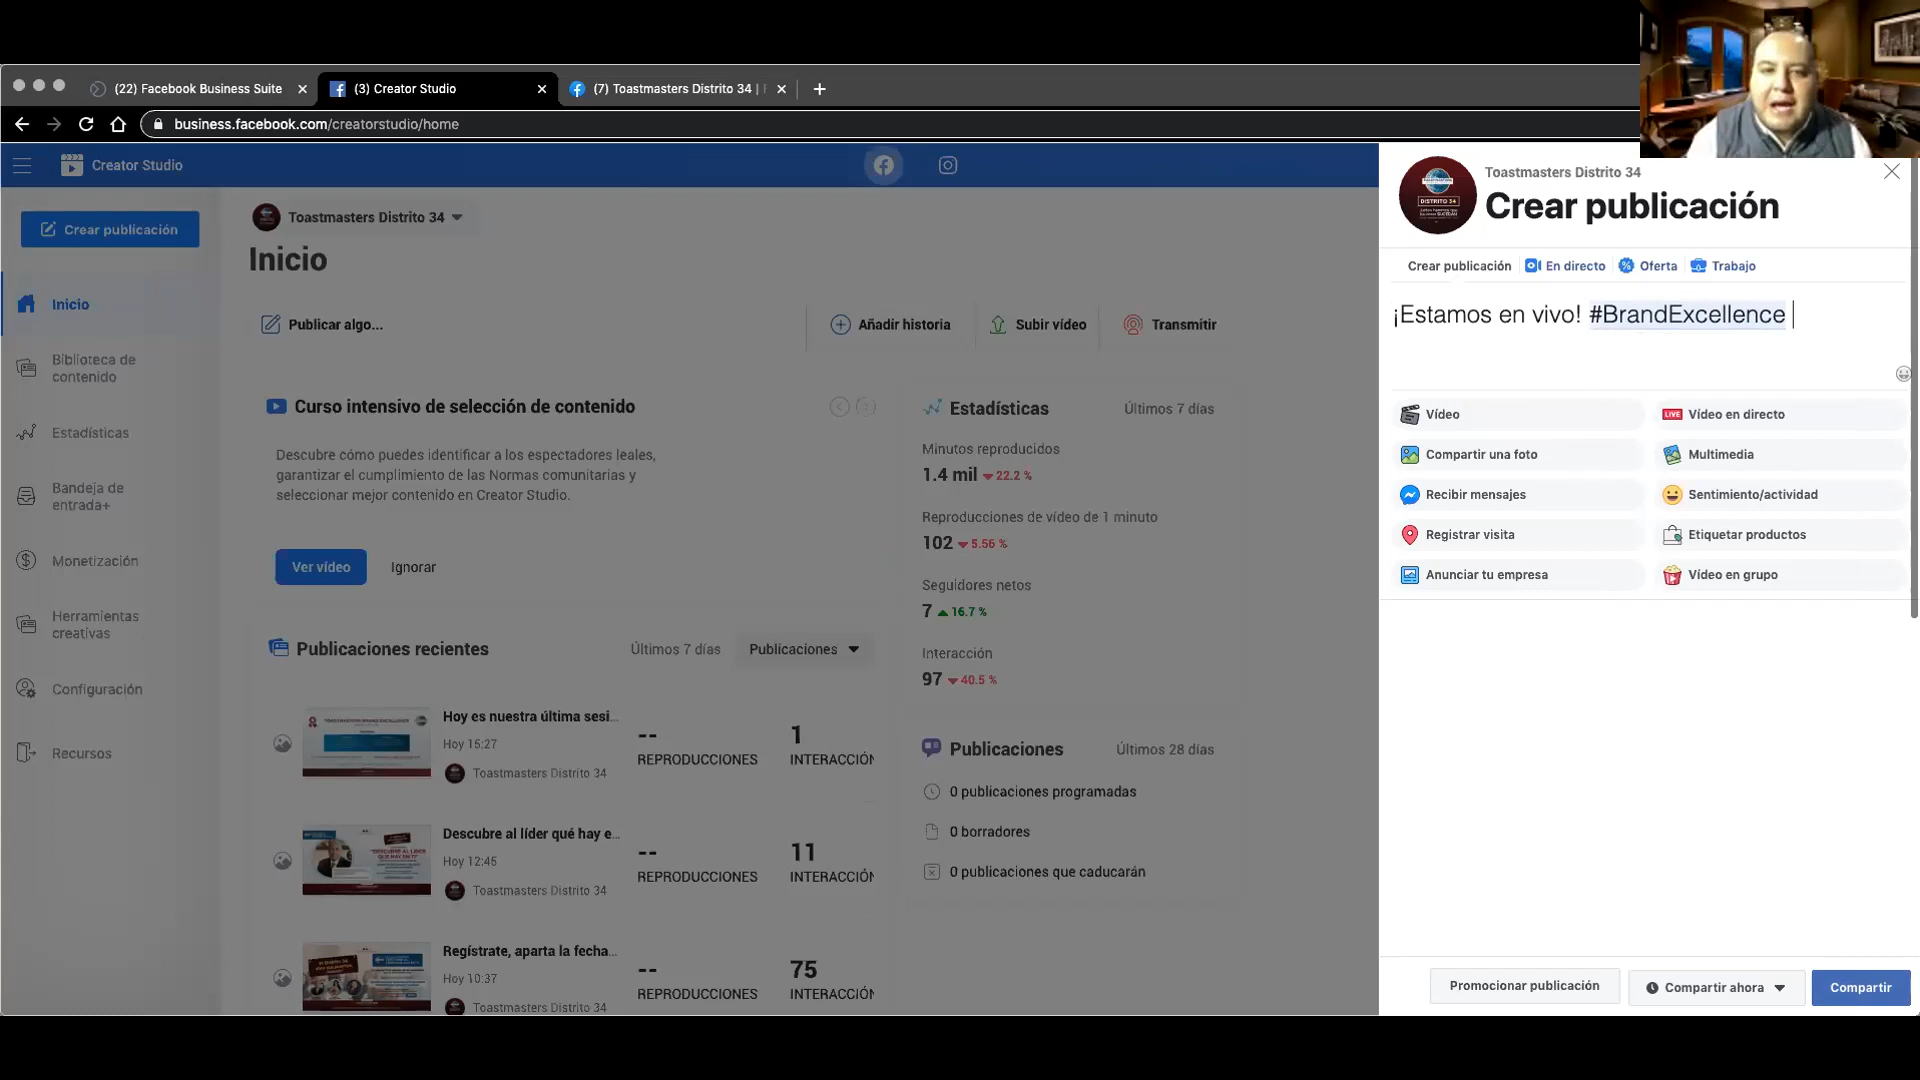 (22) Facebook Business Suite
(3) Creator Studio
(7) Toastmasters Distrito 34 |
business.facebook.com/creatorstudio/home
Creator Studio
Crear publicación
Inicio
Biblioteca de
contenido
Estadísticas
Bandeja de
entrada+
Monetización
Herramientas
creativas
Configuración
Recursos
Toastmasters Distrito 34
Inicio
Publicar algo...
Añadir historia
Subir vídeo
Transmitir
Curso intensivo de selección de contenido
Descubre cómo puedes identificar a los espectadores leales,
garantizar el cumplimiento de las Normas comunitarias y
seleccionar mejor contenido en Creator Studio.
Ver vídeo
Ignorar
Publicaciones recientes
Últimos 7 días
Publicaciones
Hoy es nuestra última sesi...
Hoy 15:27
Toastmasters Distrito 34
--
REPRODUCCIONES
1
INTERACCIÓN
Descubre al líder qué hay e...
Hoy 12:45
Toastmasters Distrito 34
--
REPRODUCCIONES
11
INTERACCIÓN
Regístrate, aparta la fecha...
Hoy 10:37
Toastmasters Distrito 34
--
REPRODUCCIONES
75
INTERACCIÓN
Estadísticas
Últimos 7 días
Minutos reproducidos
1.4 mil 22.2 %
Reproducciones de vídeo de 1 minuto
102 5.56 %
Seguidores netos
7 16.7 %
Interacción
97 40.5 %
Publicaciones
Últimos 28 días
0 publicaciones programadas
0 borradores
0 publicaciones que caducarán
DISTRITO 34
Toastmasters Distrito 34
Crear publicación
Crear publicación
En directo
Oferta
Trabajo
¡Estamos en vivo! #BrandExcellence
Vídeo
LIVE Vídeo en directo
Compartir una foto
Multimedia
Recibir mensajes
Sentimiento/actividad
Registrar visita
Etiquetar productos
Anunciar tu empresa
Vídeo en grupo
Promocionar publicación
Compartir ahora
Compartir